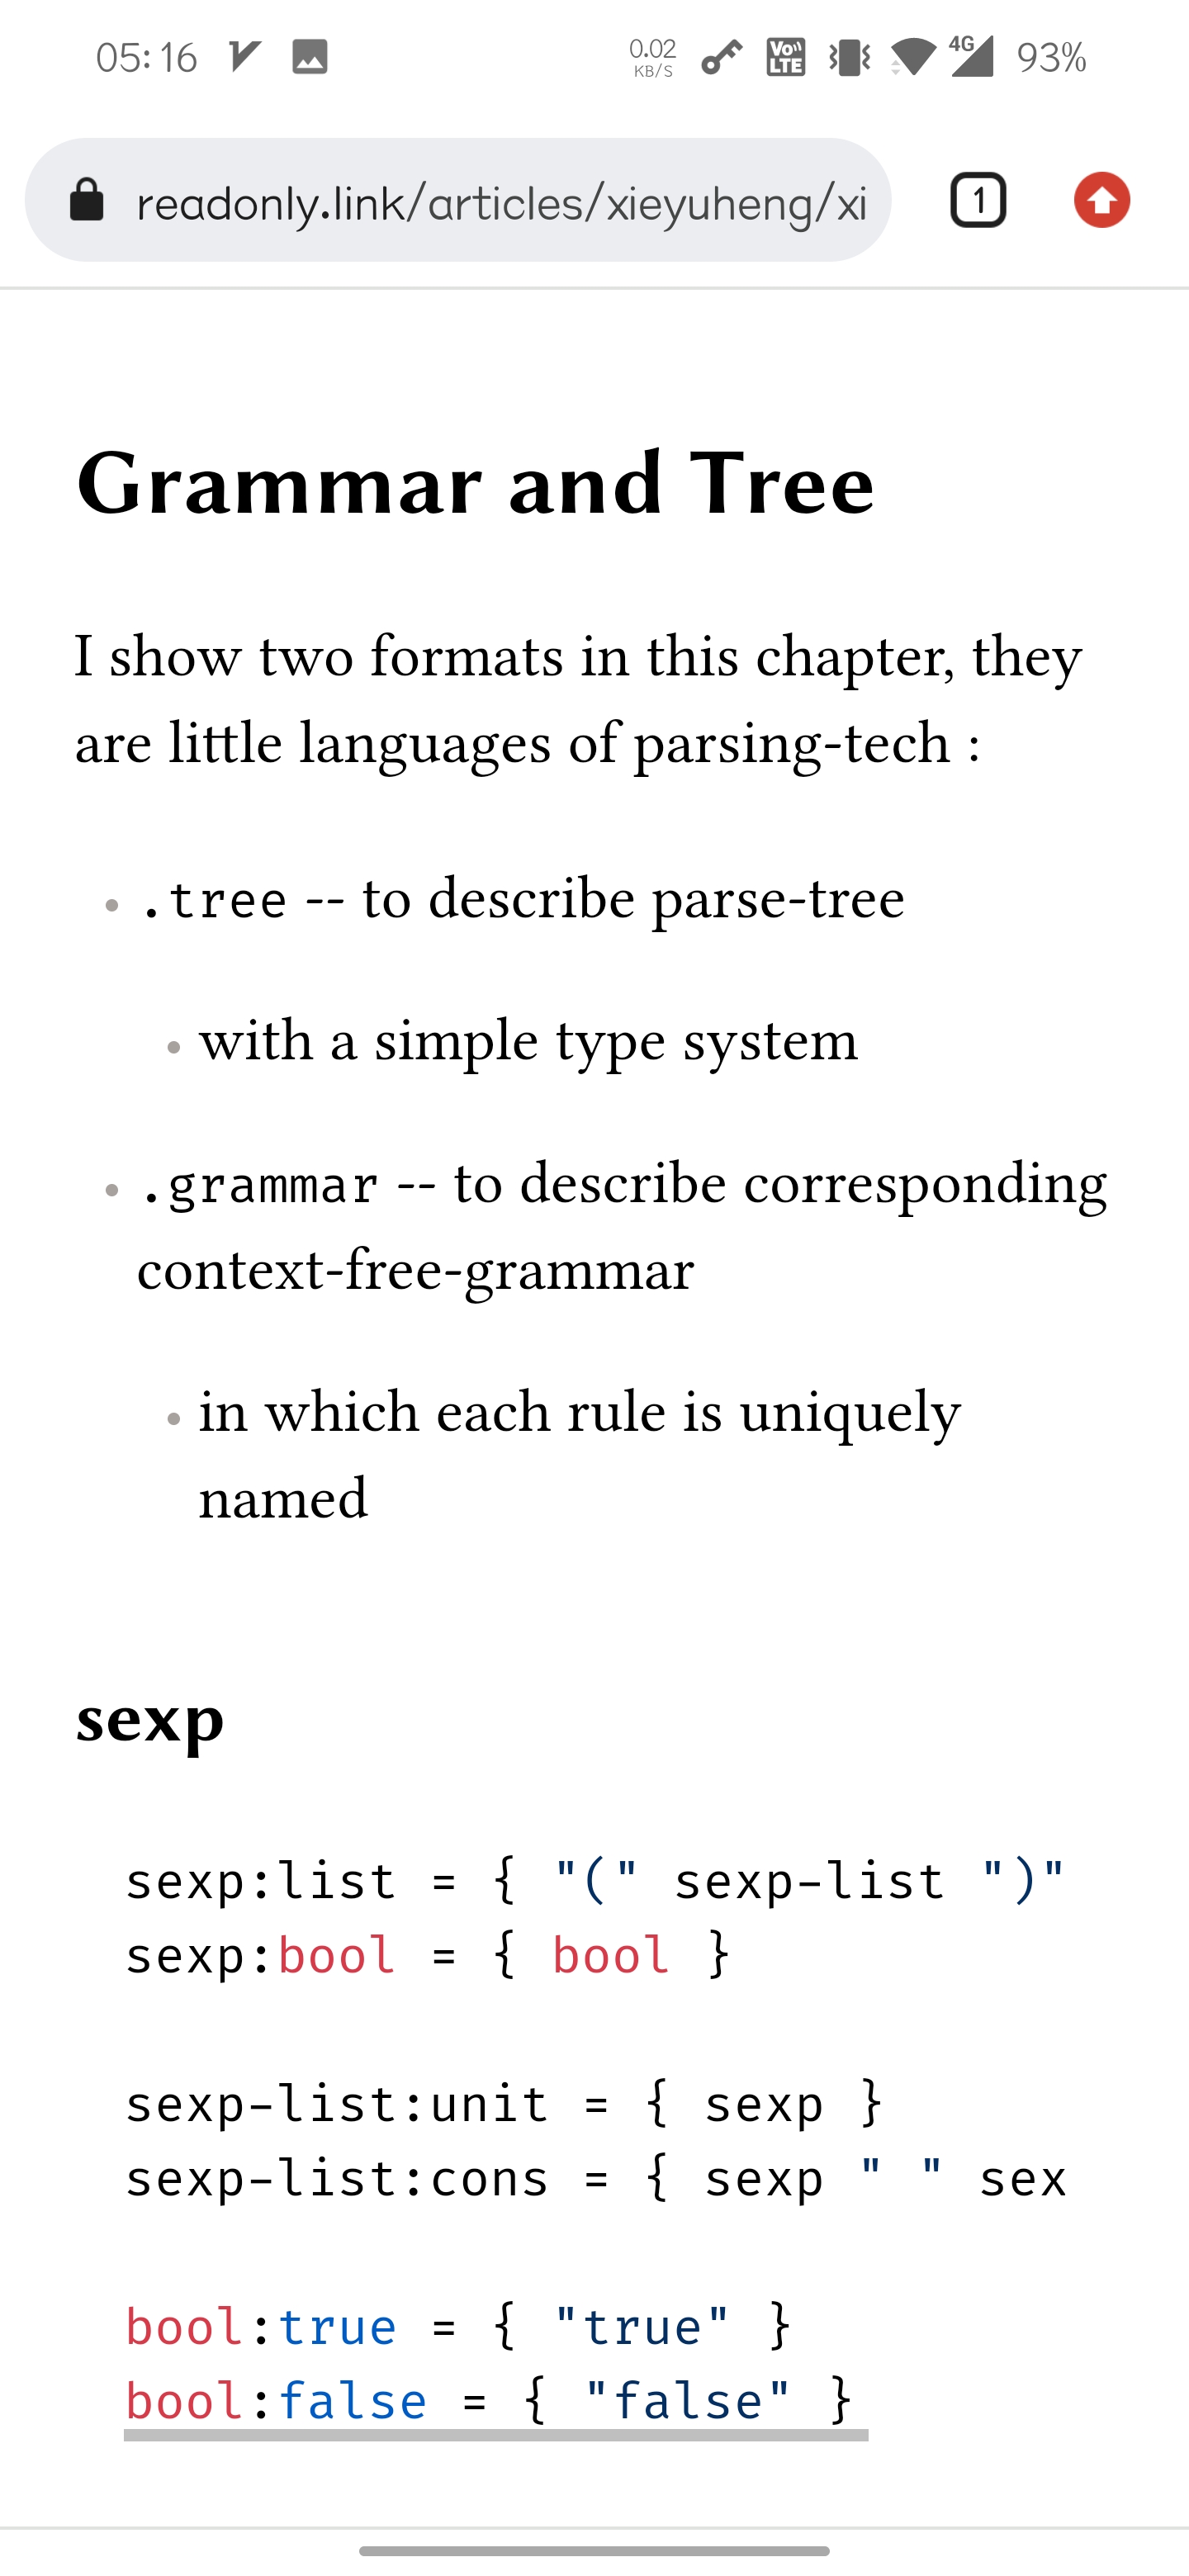 05:16 0.02 KB/S Vo LTE 4G 93%
readonly.link/articles/xieyuheng/xi 1
Grammar and Tree
I show two formats in this chapter, they
are little languages of parsing-tech :
• .tree -- to describe parse-tree
• with a simple type system
• .grammar -- to describe corresponding
context-free-grammar
• in which each rule is uniquely
named
sexp
sexp:list = { "(" sexp-list ")"
sexp:bool = { bool }
sexp-list:unit = { sexp }
sexp-list:cons = { sexp " " sex
bool:true = { "true" }
bool:false = { "false" }